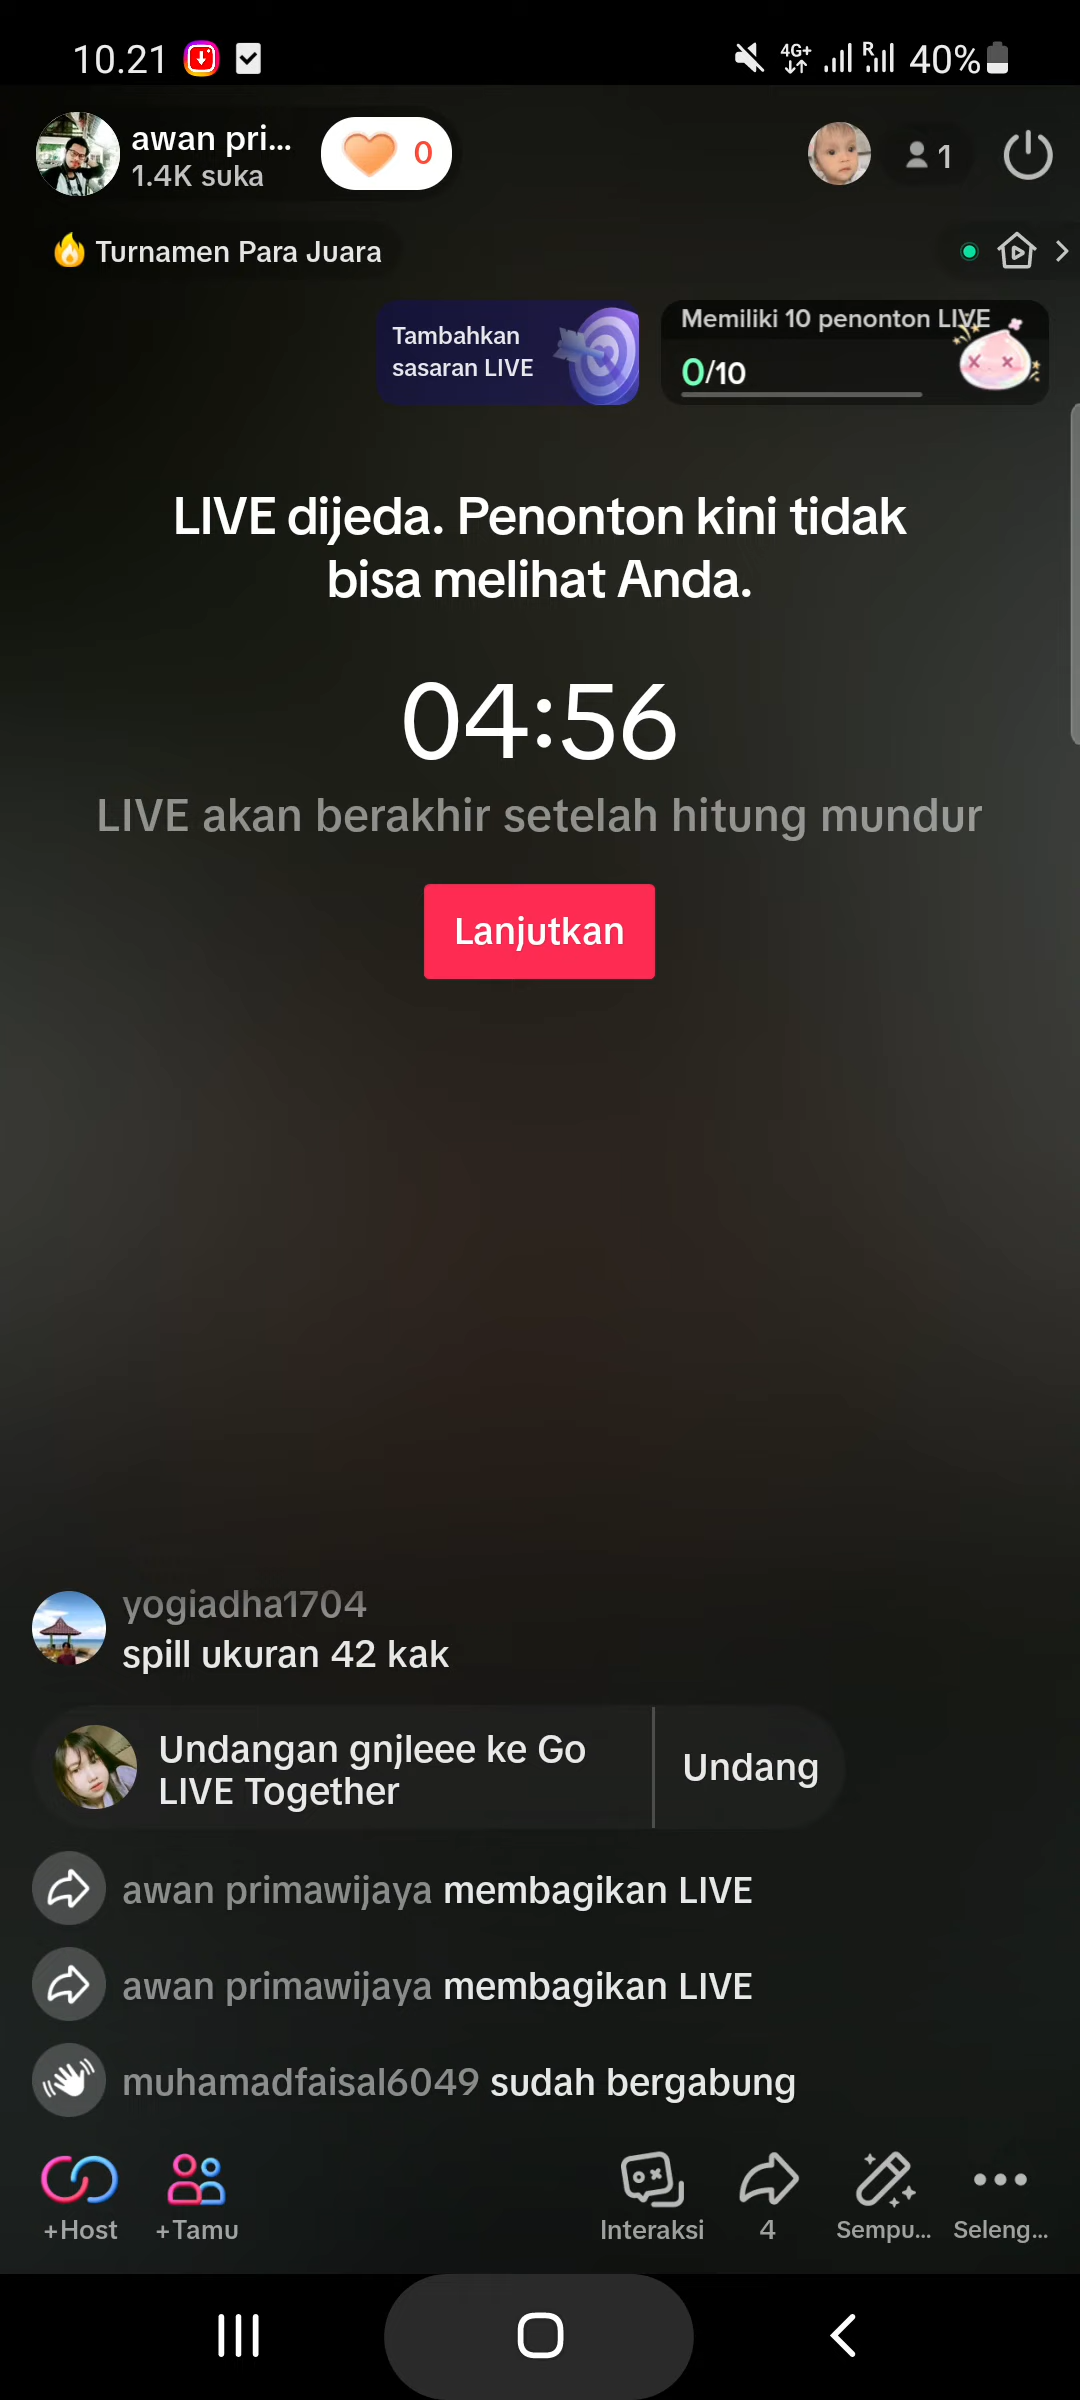 10.21
4G+
R
40%
awan pri...
1.4K suka
0
1
Turnamen Para Juara
Tambahkan
sasaran LIVE
Memiliki 10 penonton LIVE
0/10
LIVE dijeda. Penonton kini tidak
bisa melihat Anda.
04:56
LIVE akan berakhir setelah hitung mundur
Lanjutkan
yogiadha1704
spill ukuran 42 kak
Undangan gnjleee ke Go
LIVE Together
Undang
awan primawijaya membagikan LIVE
awan primawijaya membagikan LIVE
muhamadfaisal6049 sudah bergabung
+Host
+Tamu
Interaksi
4
Sempu...
Seleng...